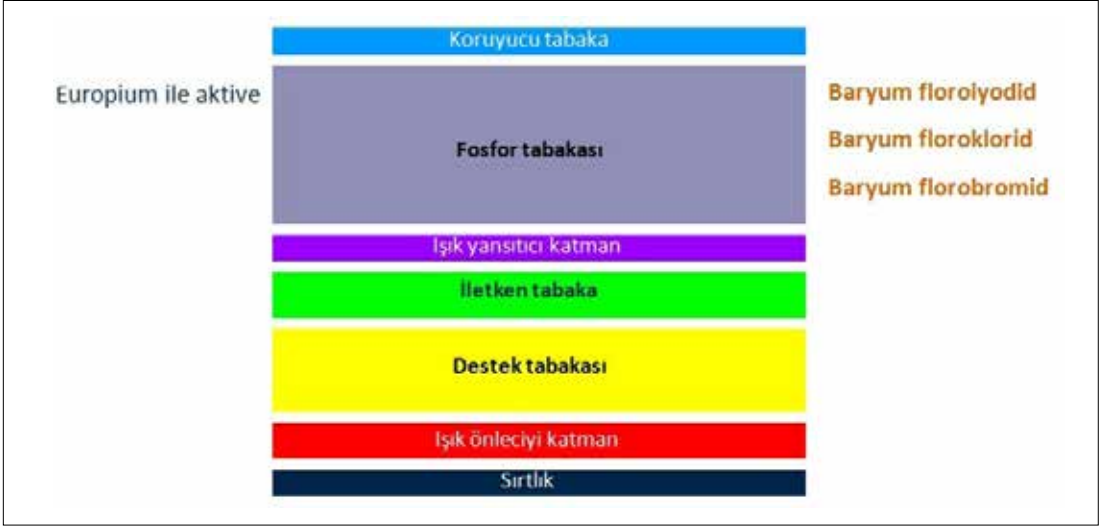 Koruyucu tabaka
Europium ile aktive
Fosfor tabakası
Baryum floroiyodid
Baryum floroklorid
Baryum florobromid
Işık yansıtıcı katman
İletken tabaka
Destek tabakası
Işık önleciyi katman
Sırtlık